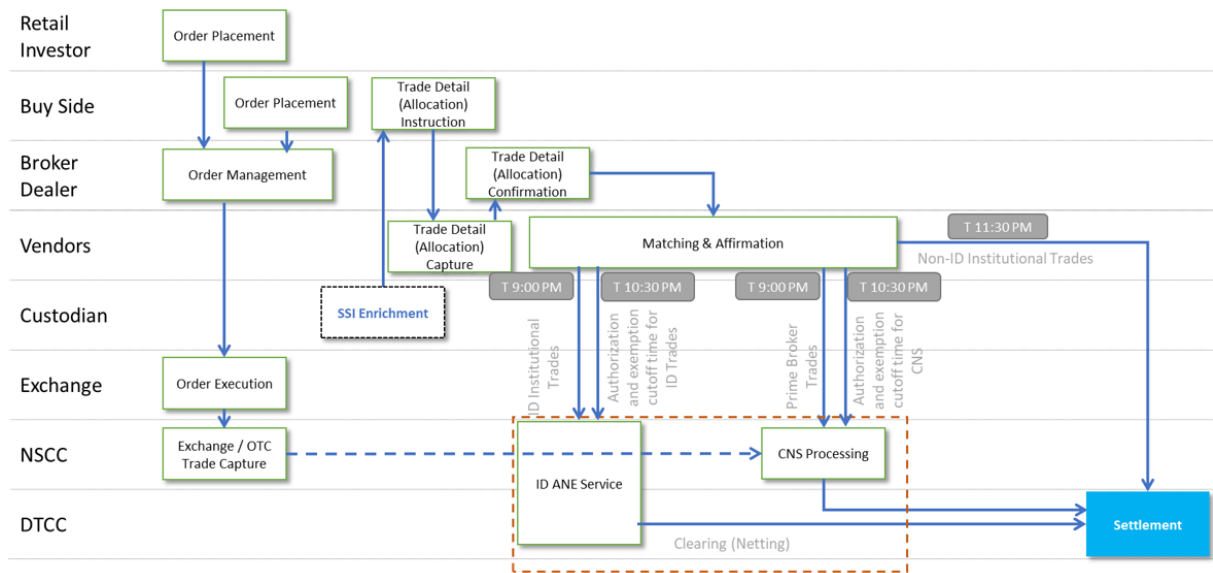 Retail
Investor
Order Placement
Buy Side
Order Placement
Trade Detail
(Allocation)
Instruction
Broker
Dealer
Order Management
Trade Detail
(Allocation)
Confirmation
Vendors
Trade Detail
(Allocation)
Capture
Matching & Affirmation
T 11:30 PM
Non-ID Institutional Trades
T 9:00 PM
T 10:30 PM
T 9:00 PM
T 10:30 PM
Custodian
SSI Enrichment
ID Institutional
Trades
Authorization
and exemption
cutoff time for
ID Trades
Prime Broker
Trades
Authorization
and exemption
cutoff time for
CNS
Exchange
Order Execution
NSCC
Exchange / OTC
Trade Capture
CNS Processing
ID ANE Service
DTCC
Settlement
Clearing (Netting)